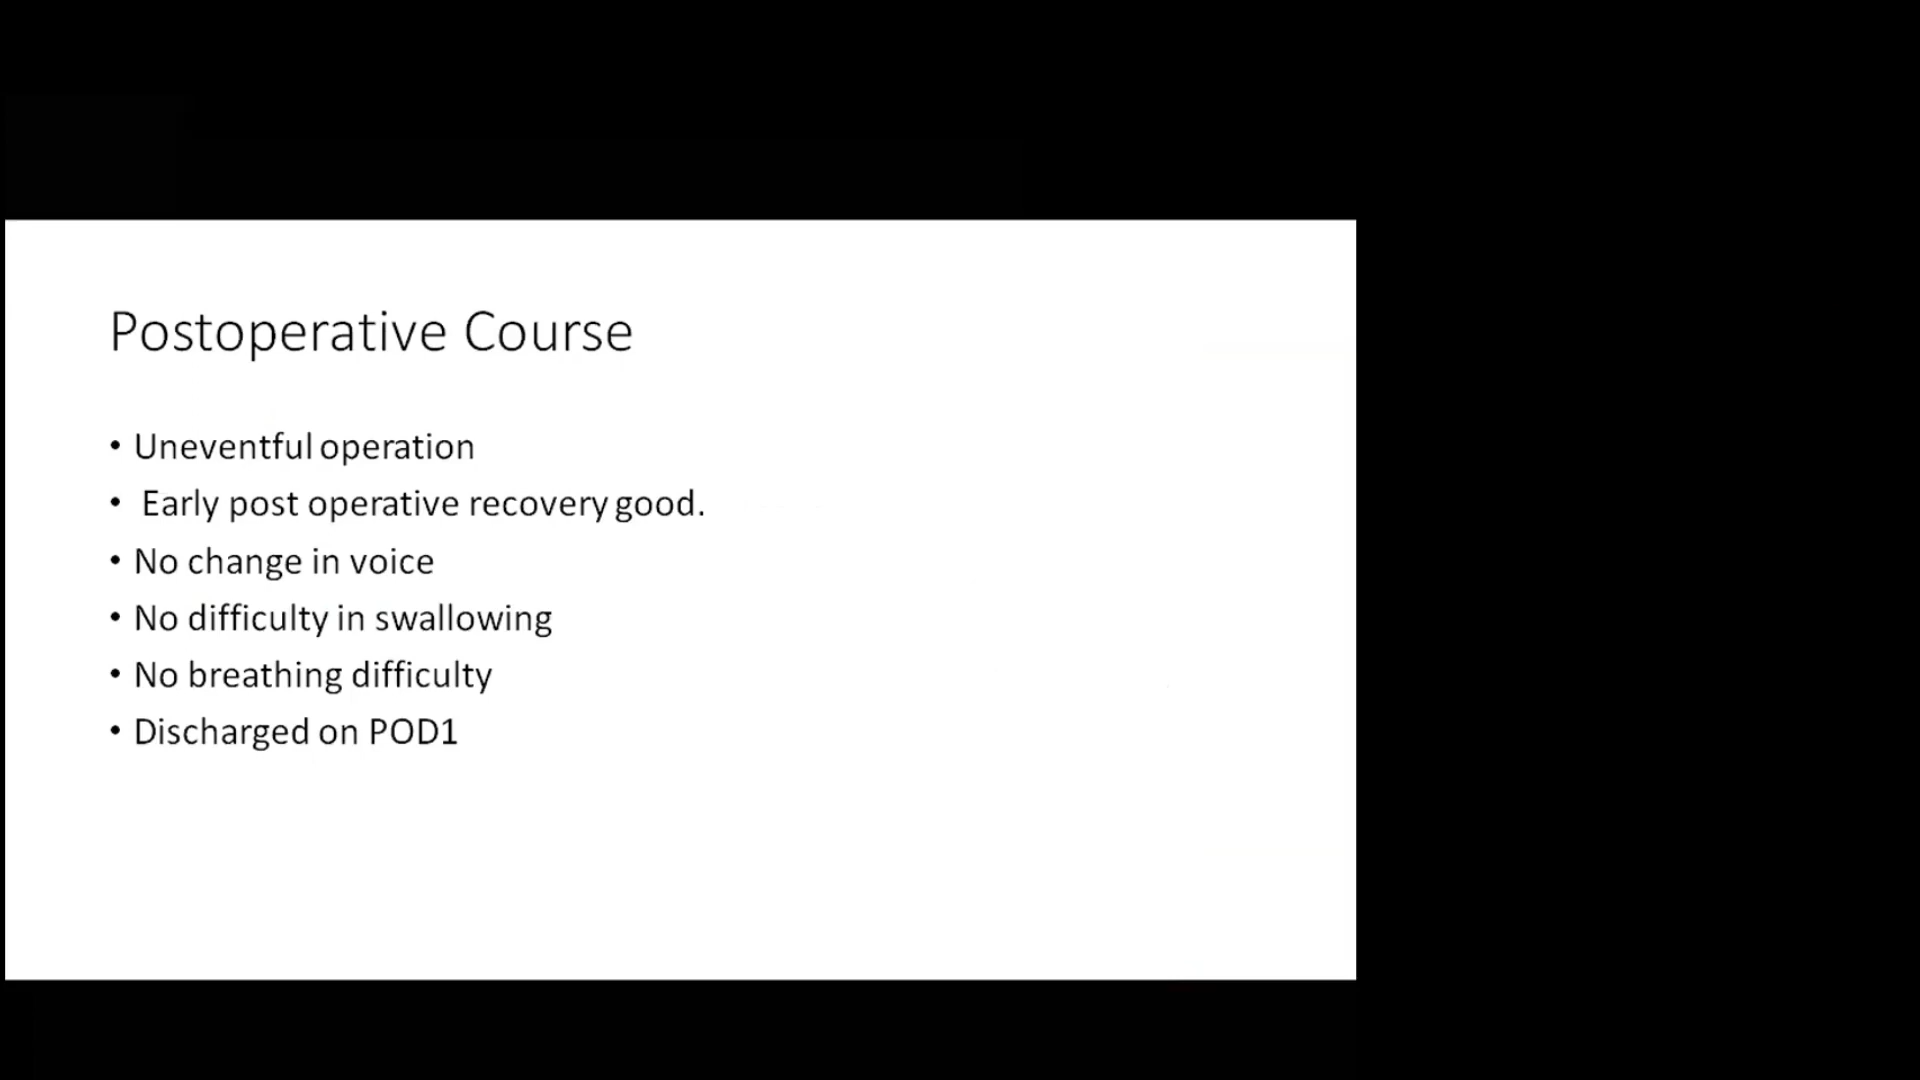 Postoperative Course
• Uneventful operation
• Early post operative recovery good.
• No change in voice
• No difficulty in swallowing
• No breathing difficulty
• Discharged on POD1